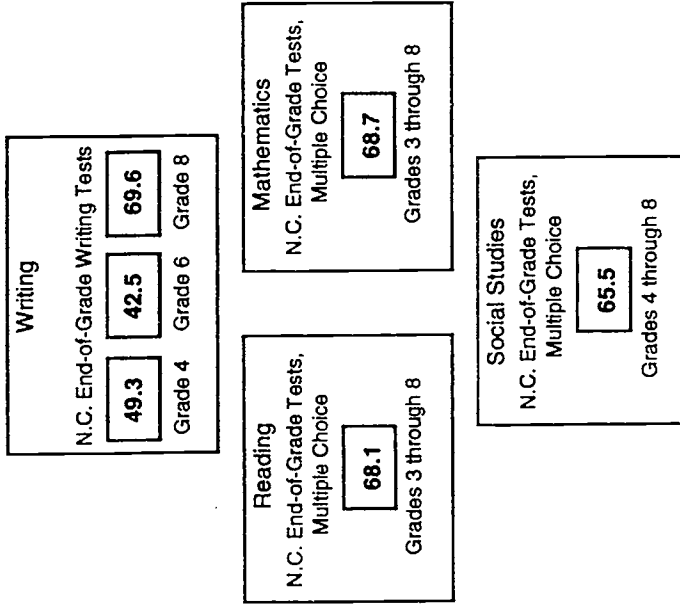 Writing
N.C. End-of-Grade Writing Tests
49.3 42.5 69.6
Grade 4 Grade 6 Grade 8
Reading
N.C. End-of-Grade Tests,
Multiple Choice
68.1
Grades 3 through 8
Mathematics
N.C. End-of-Grade Tests,
Multiple Choice
68.7
Grades 3 through 8
Social Studies
N.C. End-of-Grade Tests,
Multiple Choice
65.5
Grades 4 through 8